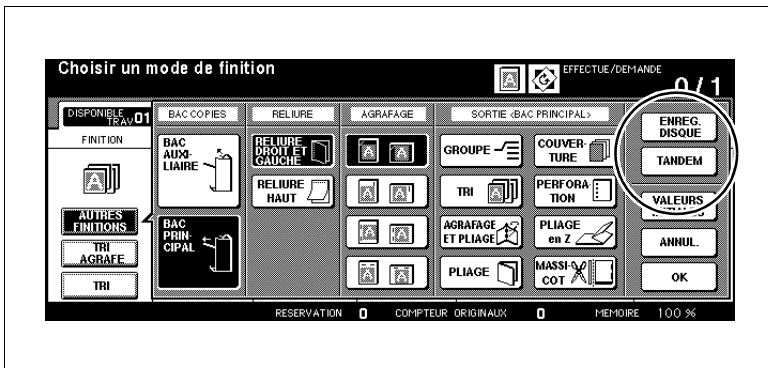 Choisir un mode de finition
EFFECTUE/DEMANDE
0/1
DISPONIBLE
TRAV01
FINITION
AUTRES
FINITIONS
TRI
AGRAFE
TRI
BAC COPIES
BAC
AUXI-
LIAIRE
BAC
PRIN-
CIPAL
RELIURE
RELIURE
DROIT ET
GAUCHE
RELIURE
HAUT
AGRAFAGE
SORTIE <BAC PRINCIPAL>
GROUPE
COUVER-
TURE
TRI
PERFORA-
TION
AGRAFAGE
ET PLIAGE
PLIAGE
en Z
PLIAGE
MASSI-
COT
ENREG.
DISQUE
TANDEM
VALEURS
ANNUL.
OK
RESERVATION 0 COMPTEUR ORIGINAUX 0 MEMOIRE 100 %